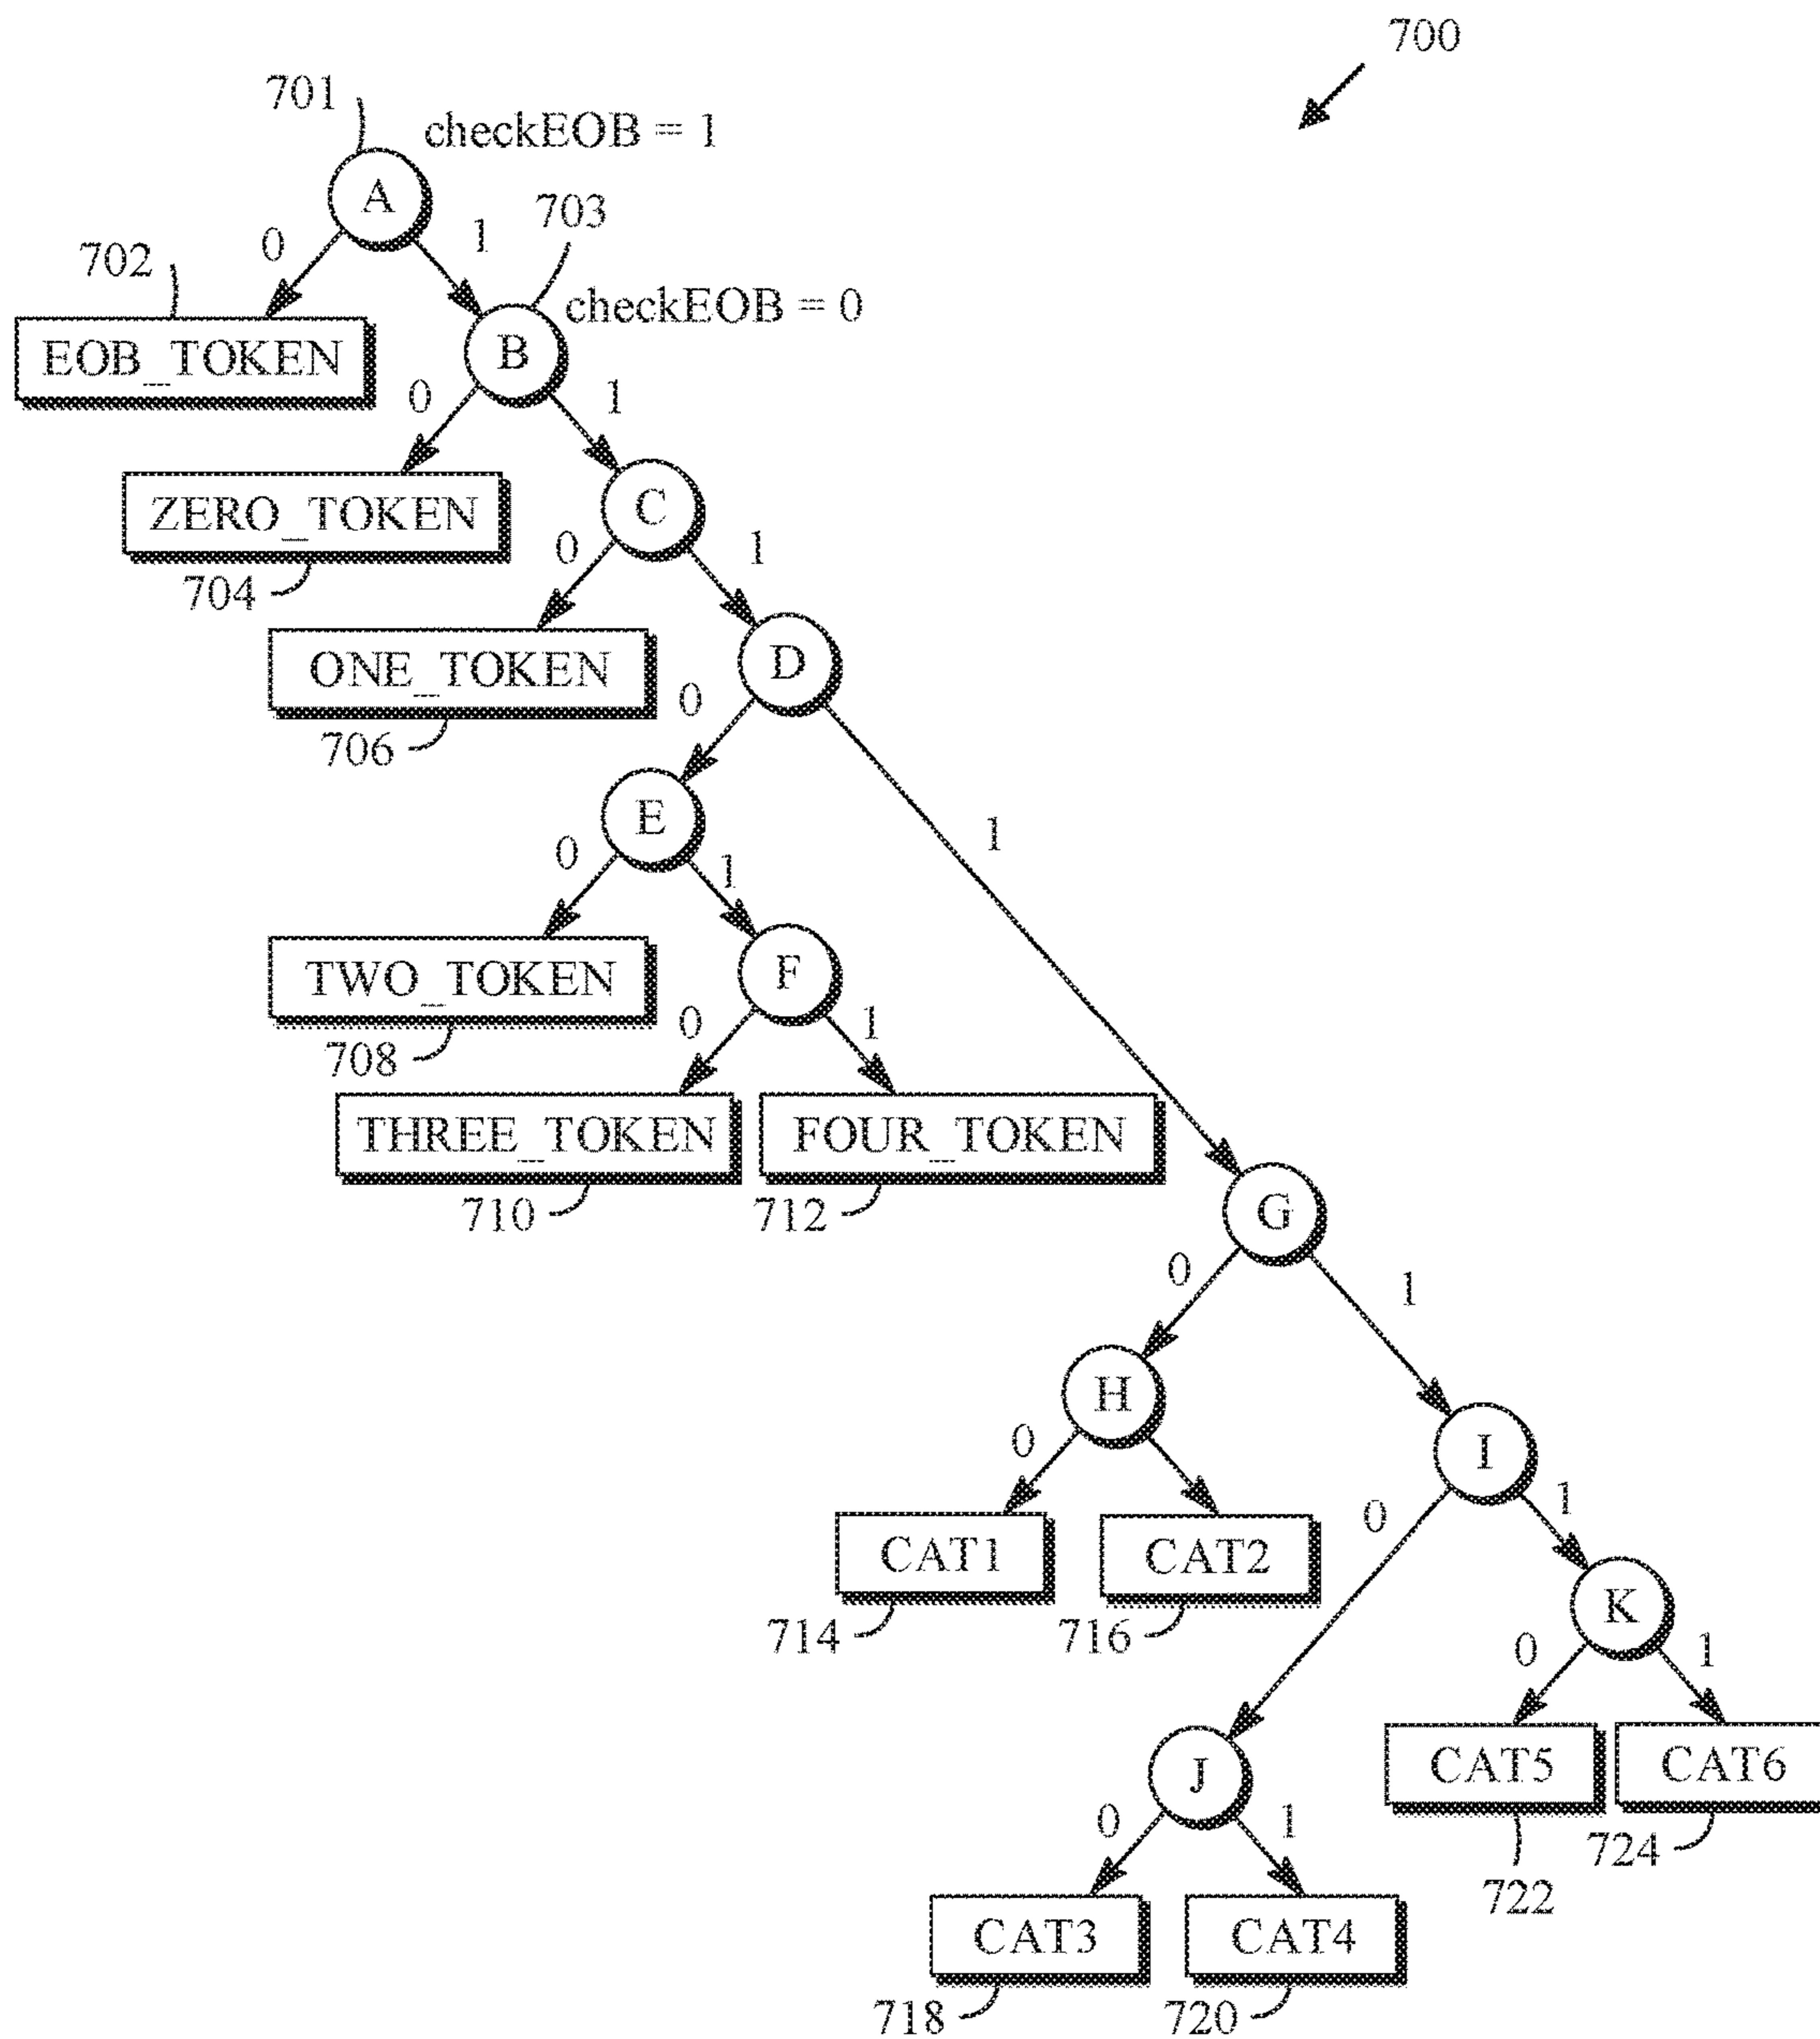 700
701
checkEOB = 1
A
703
0
1
702
checkEOB = 0
EOB_TOKEN
B
0
1
ZERO_TOKEN
C
704
0
1
ONE_TOKEN
D
706
0
1
E
0
1
TWO_TOKEN
F
708
0
1
THREE_TOKEN
FOUR_TOKEN
710
712
G
0
1
H
I
0
0
1
CAT1
CAT2
K
714
716
0
1
J
CAT5
CAT6
0
1
722
724
CAT3
CAT4
718
720